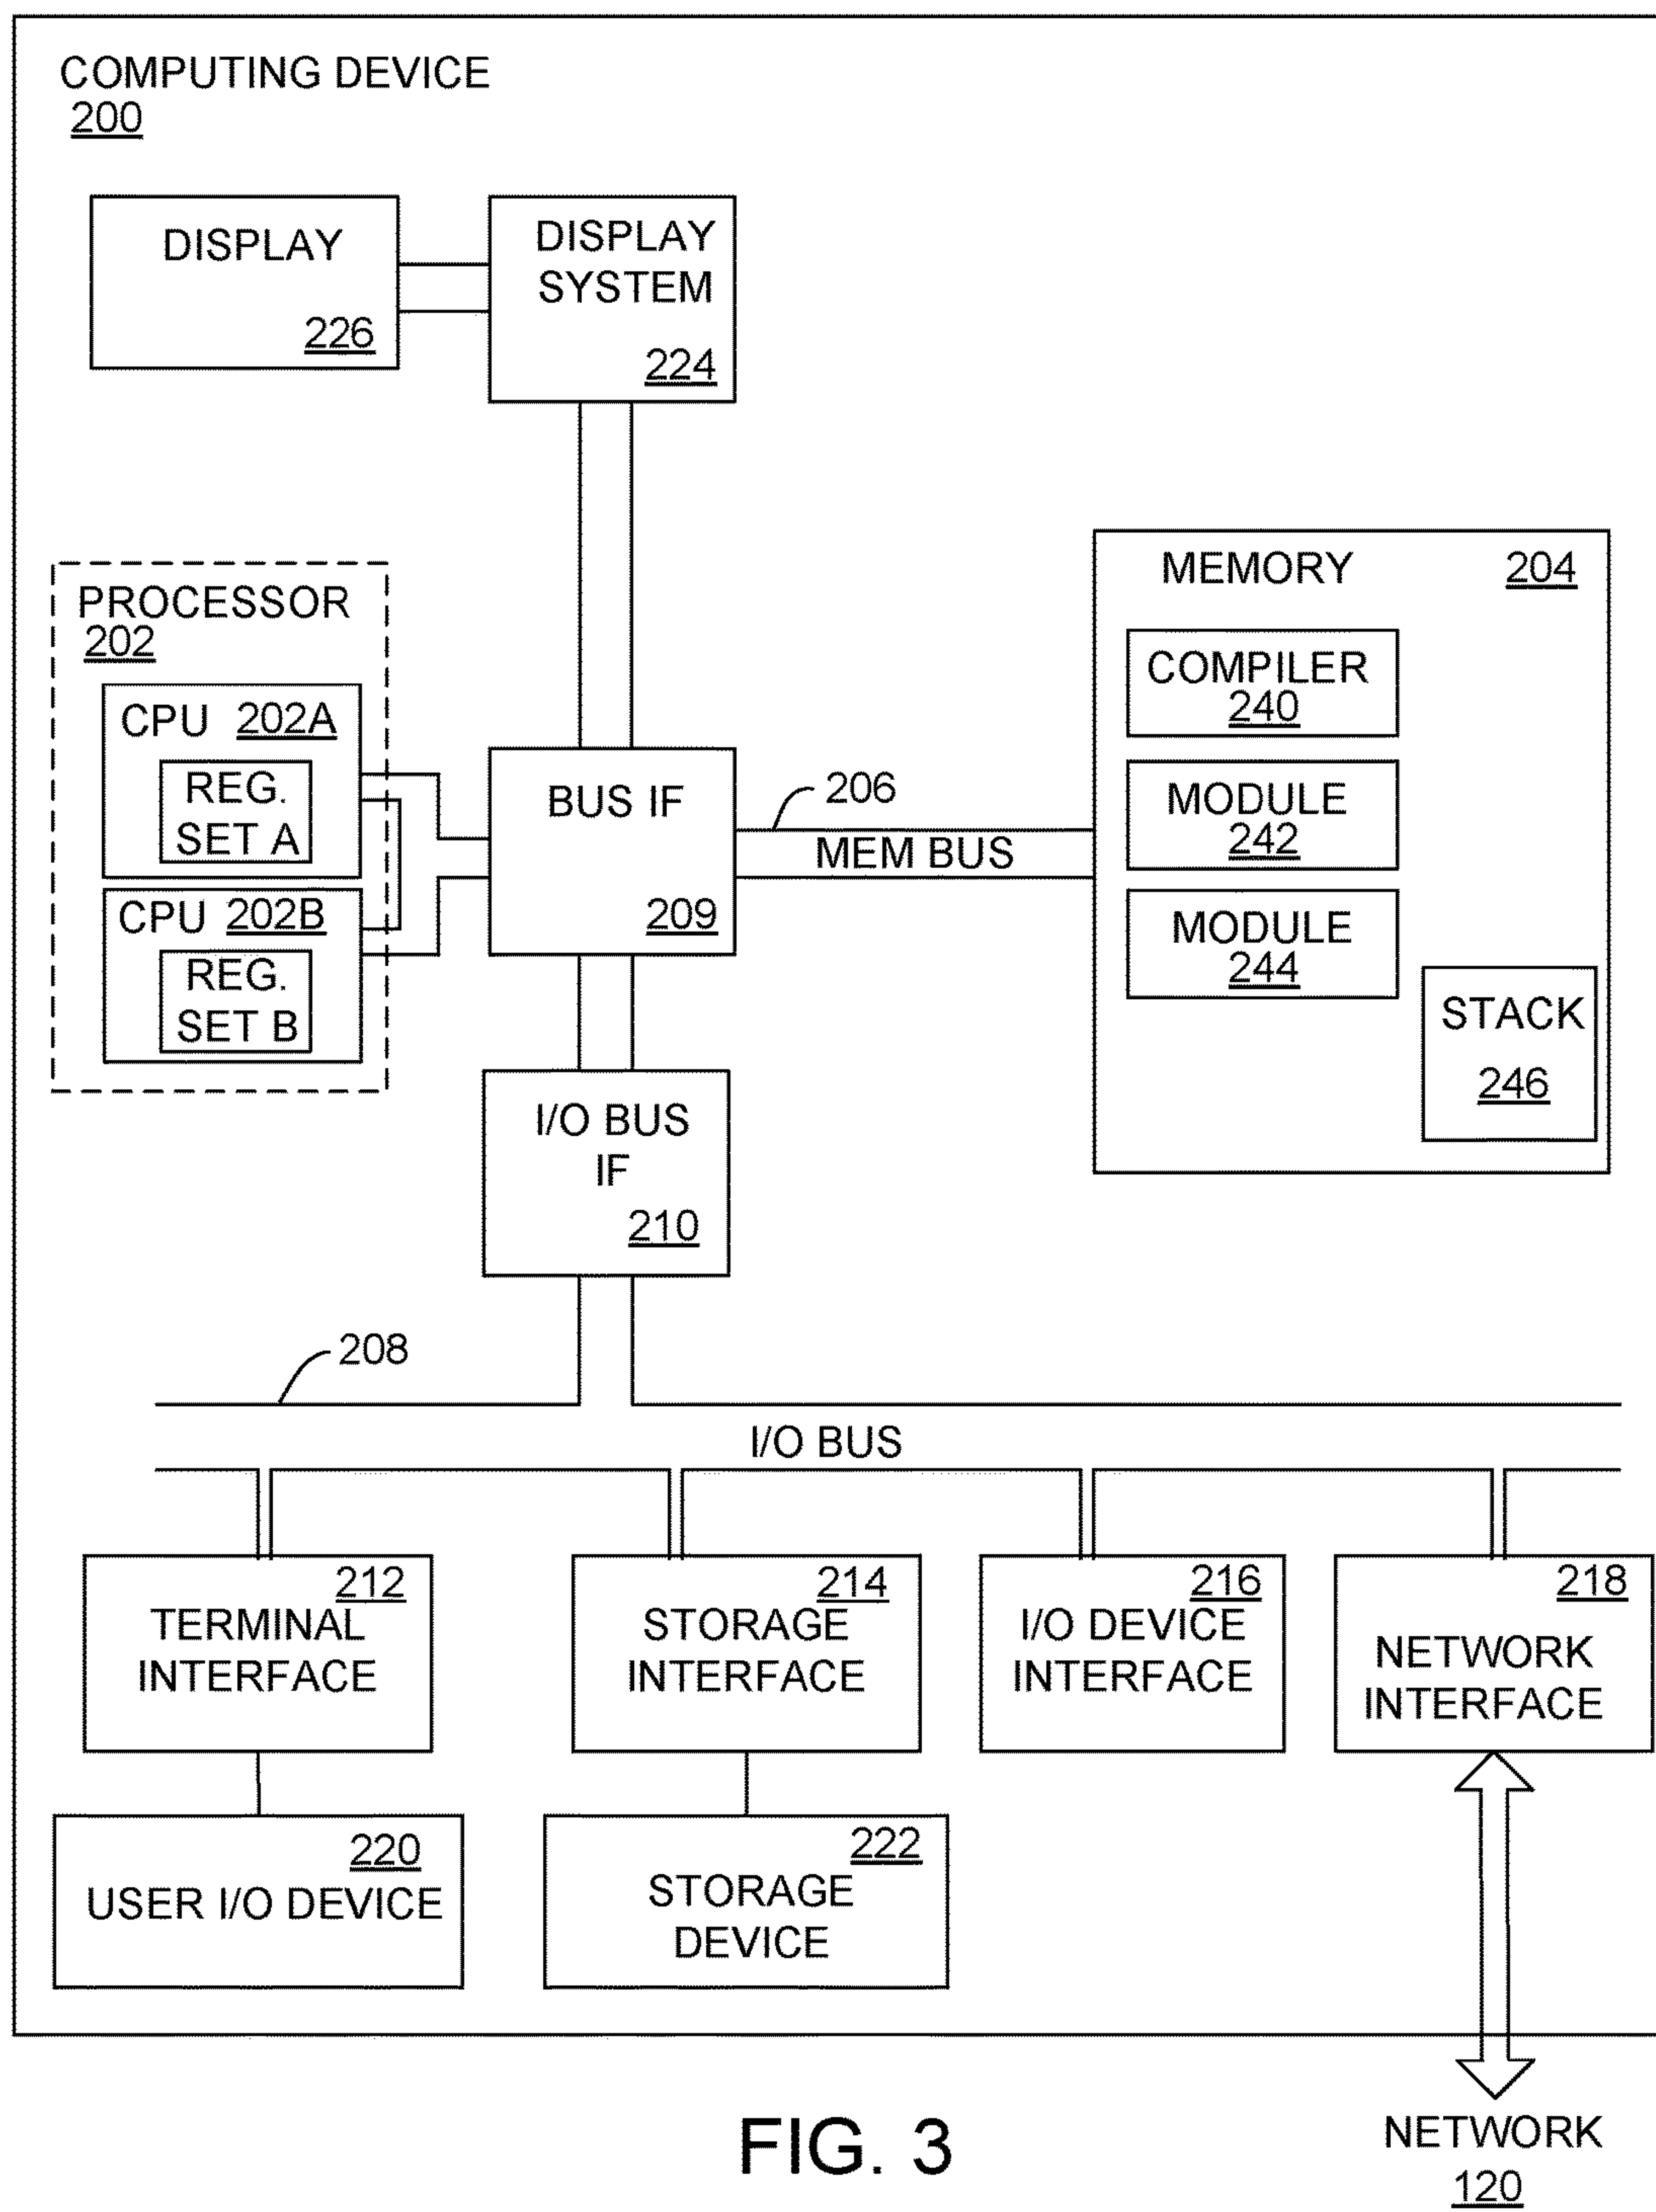 COMPUTING DEVICE
200
DISPLAY
226
DISPLAY
SYSTEM
224
PROCESSOR
202
CPU 202A
REG.
SET A
CPU 202B
REG.
SET B
BUS IF
209
206
MEM BUS
MEMORY 204
COMPILER
240
MODULE
242
MODULE
244
STACK
246
I/O BUS
IF
210
208
I/O BUS
212
TERMINAL
INTERFACE
214
STORAGE
INTERFACE
216
I/O DEVICE
INTERFACE
218
NETWORK
INTERFACE
220
USER I/O DEVICE
222
STORAGE
DEVICE
FIG. 3
NETWORK
120